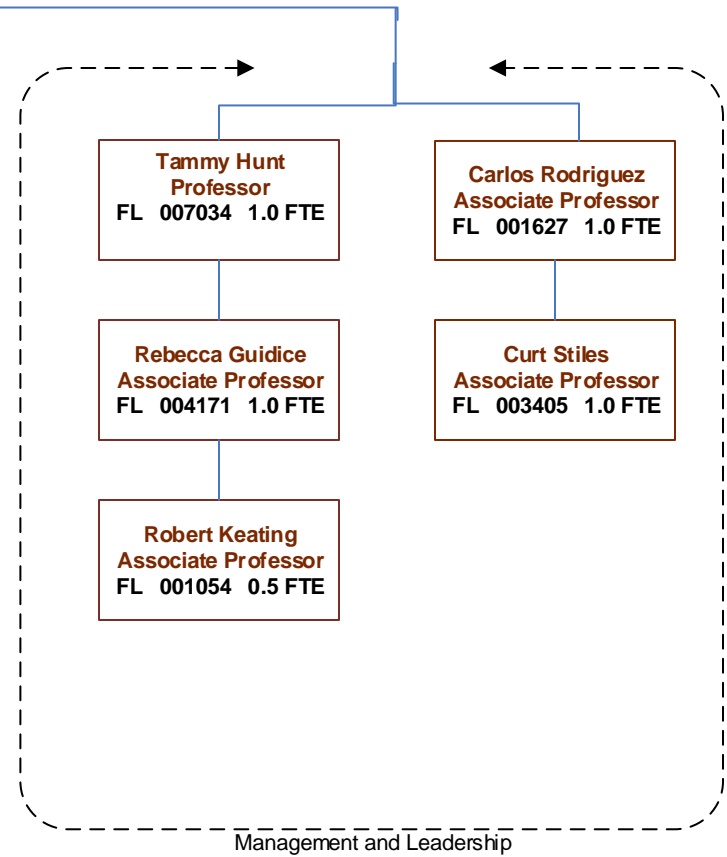 Tammy Hunt
Professor
FL 007034 1.0 FTE
Carlos Rodriguez
Associate Professor
FL 001627 1.0 FTE
Rebecca Guidice
Associate Professor
FL 004171 1.0 FTE
Curt Stiles
Associate Professor
FL 003405 1.0 FTE
Robert Keating
Associate Professor
FL 001054 0.5 FTE
Management and Leadership